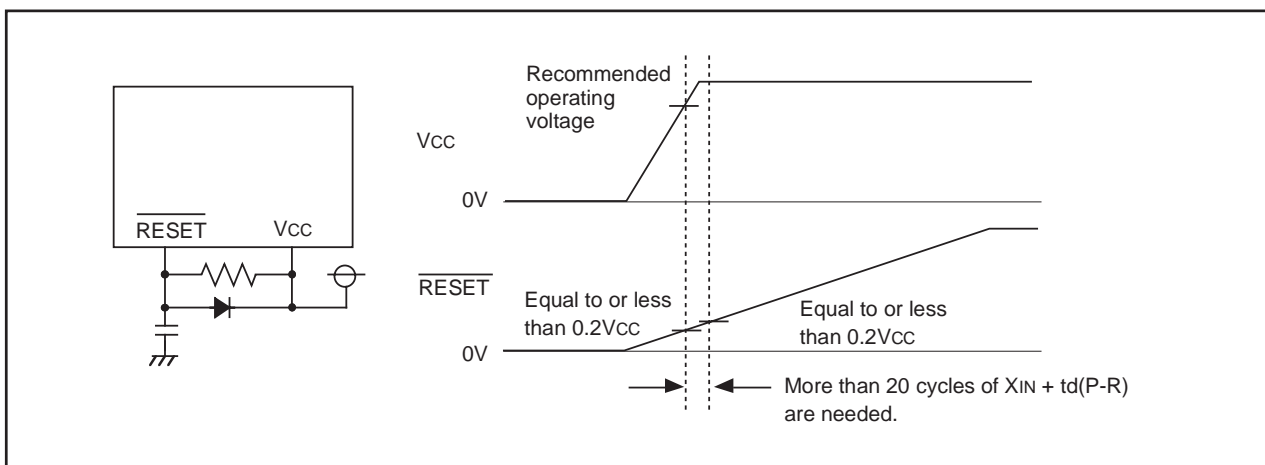 RESET
VCC
Recommended
operating
voltage
VCC
0V
RESET
Equal to or less
than 0.2VCC
Equal to or less
than 0.2VCC
0V
More than 20 cycles of XIN + td(P-R)
are needed.